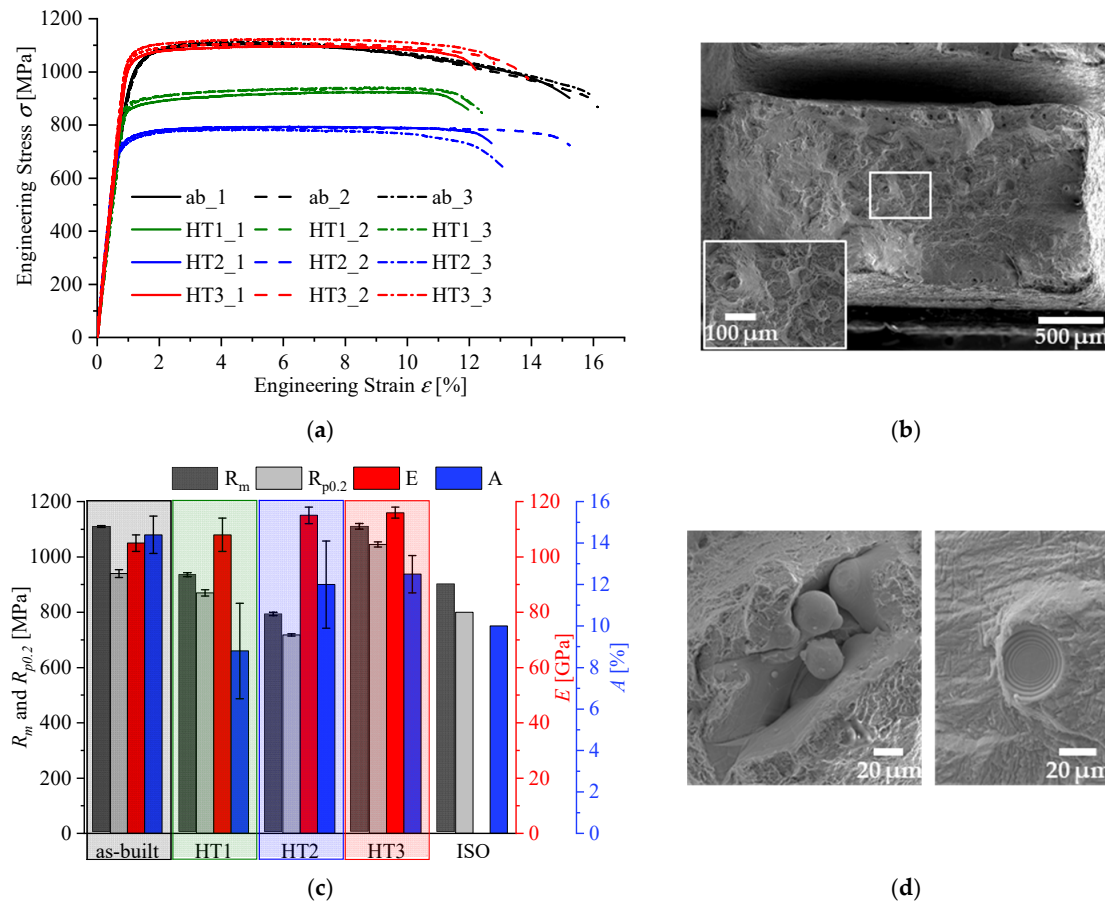 1200
1000
800
600
400
200
0
Engineering Stress σ [MPa]
ab_1 ab_2 ab_3
HT1_1 HT1_2 HT1_3
HT2_1 HT2_2 HT2_3
HT3_1 HT3_2 HT3_3
0 2 4 6 8 10 12 14 16
Engineering Strain ε [%]
(a)
100 µm
500 µm
(b)
R_m R_p0.2 E A
1200
1000
800
600
400
200
0
R_m and R_p0.2 [MPa]
120
100
80
60
40
20
0
E [GPa]
16
14
12
10
8
6
4
2
0
A [%]
as-built HT1 HT2 HT3 ISO
(c)
20 µm
20 µm
(d)